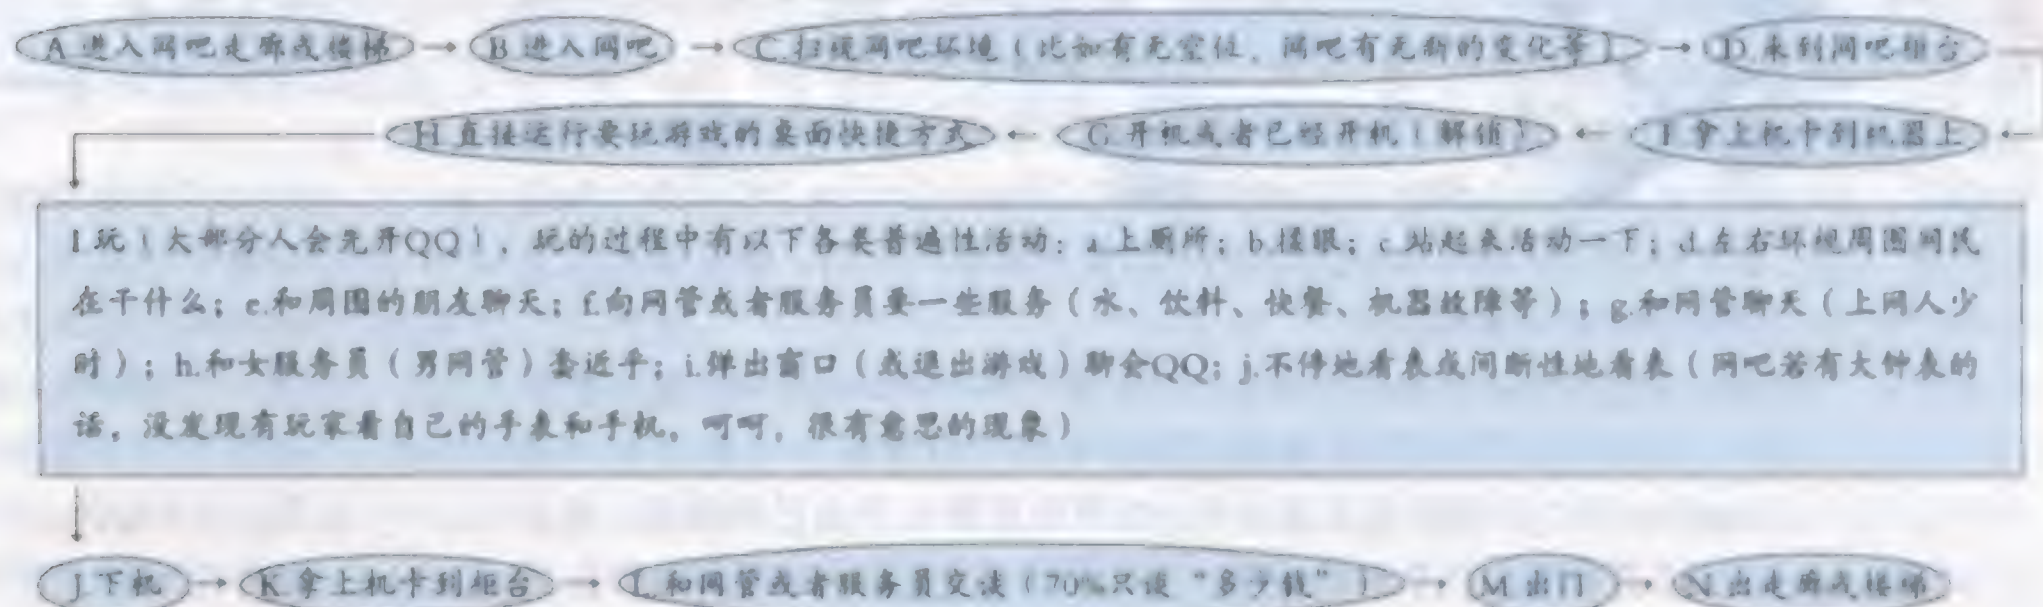 A 进入网吧走廊或楼梯 → B 进入网吧 → C 扫视网吧环境（比如有无空位，网吧有无新的变化等） → D 来到网吧柜台
H 直接运行要玩游戏的桌面快捷方式 ← G 开机或者已经开机（解锁） ← F 拿上机卡到机器上
I 玩（大部分人会先开QQ），玩的过程中有以下各类普遍性活动：a.上厕所；b.揉眼；c.站起来活动一下；d.左右环视周围网民
在干什么；e.和周围的朋友聊天；f.向网管或者服务员要一些服务（水、饮料、快餐、机器故障等）；g.和网管聊天（上网人少
时）；h.和女服务员（男网管）套近乎；i.弹出窗口（或退出游戏）聊会QQ；j.不停地看表或间断性地看表（网吧若有大钟表的
话，没发现有玩家看自己的手表和手机，呵呵，很有意思的现象）
J 下机 → K 拿上机卡到柜台 → L 和网管或者服务员交谈（70%只谈“多少钱”） → M 出门 → N 出走廊或楼梯